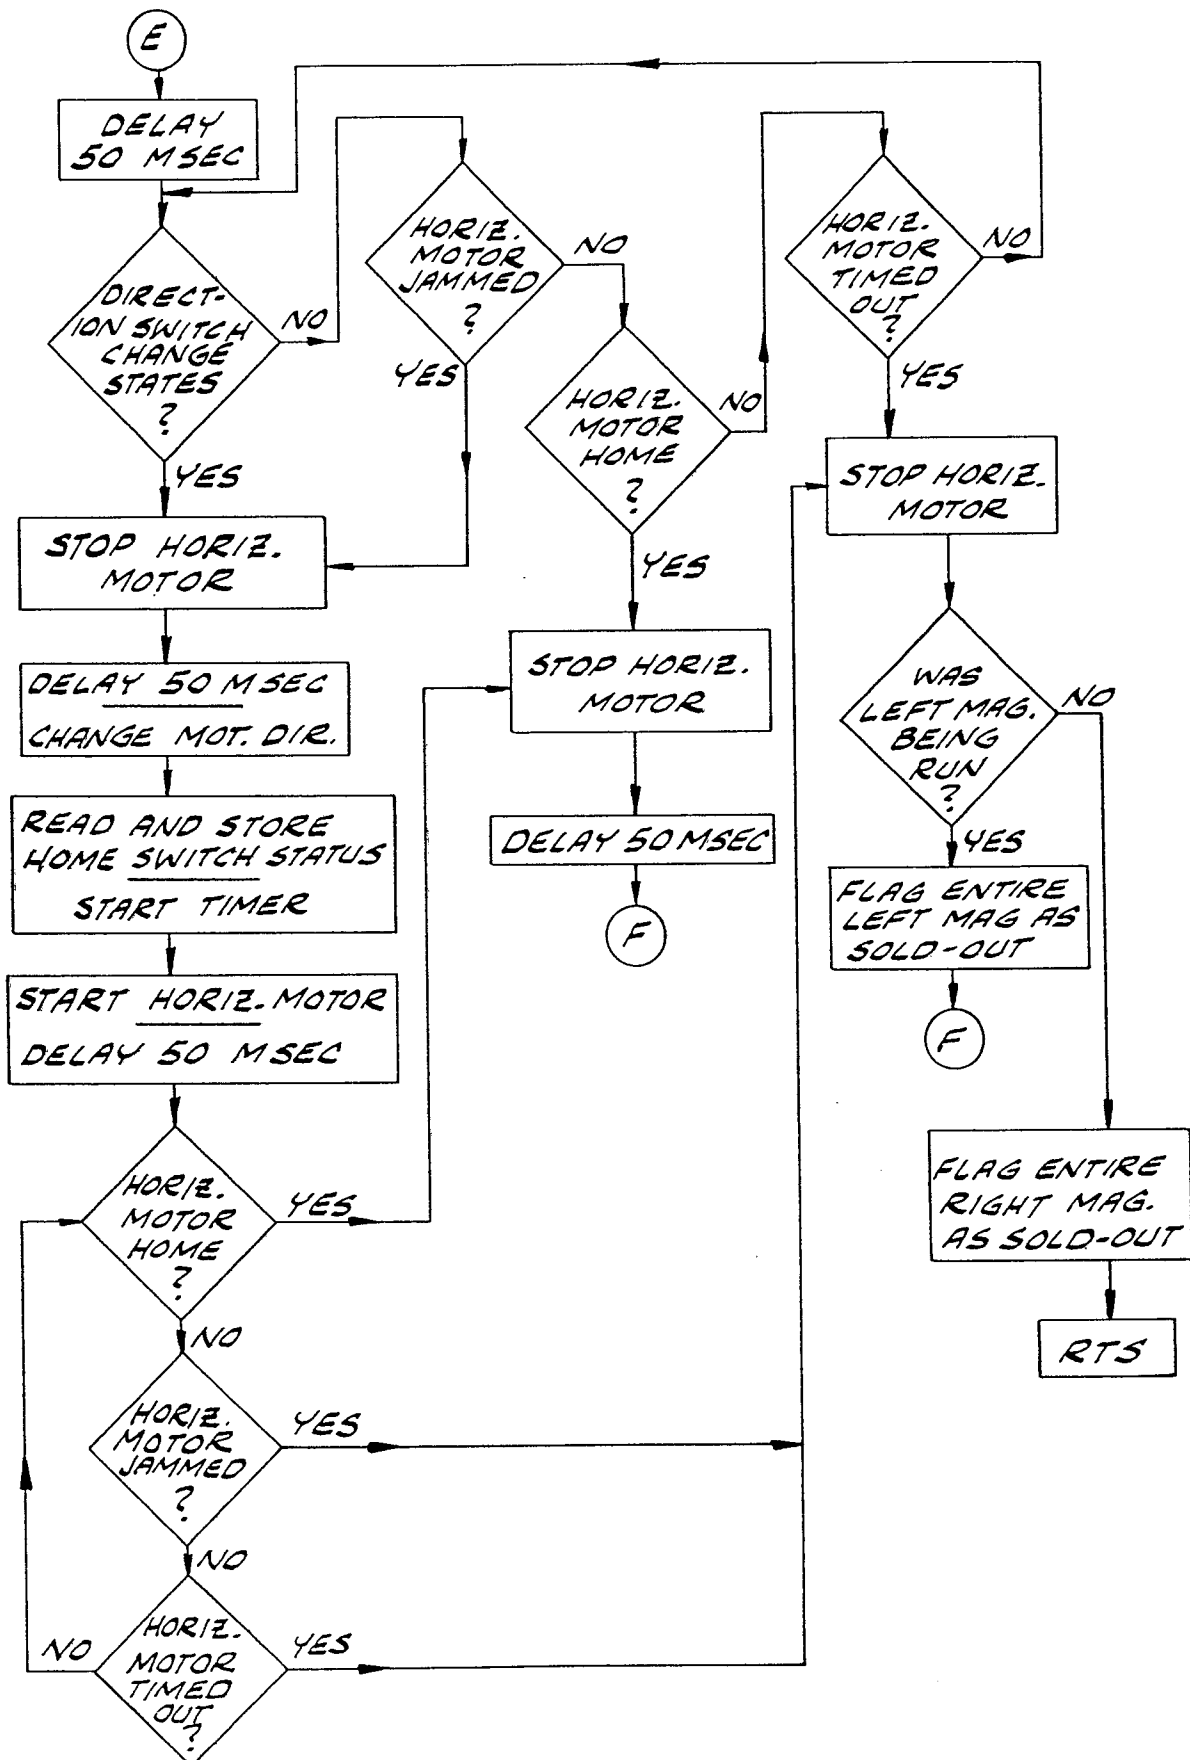 E
DELAY
50 MSEC
DIRECT-
ION SWITCH
CHANGE
STATES
?
NO
YES
HORIZ.
MOTOR
JAMMED
?
NO
YES
HORIZ.
MOTOR
HOME
?
NO
YES
HORIZ.
MOTOR
TIMED
OUT
?
NO
YES
STOP HORIZ.
MOTOR
DELAY 50 MSEC
CHANGE MOT. DIR.
READ AND STORE
HOME SWITCH STATUS
START TIMER
START HORIZ. MOTOR
DELAY 50 MSEC
HORIZ.
MOTOR
HOME
?
YES
NO
HORIZ.
MOTOR
JAMMED
?
YES
NO
HORIZ.
MOTOR
TIMED
OUT
?
NO
YES
STOP HORIZ.
MOTOR
DELAY 50 MSEC
F
STOP HORIZ.
MOTOR
WAS
LEFT MAG.
BEING
RUN
?
NO
YES
FLAG ENTIRE
LEFT MAG AS
SOLD-OUT
F
FLAG ENTIRE
RIGHT MAG.
AS SOLD-OUT
RTS